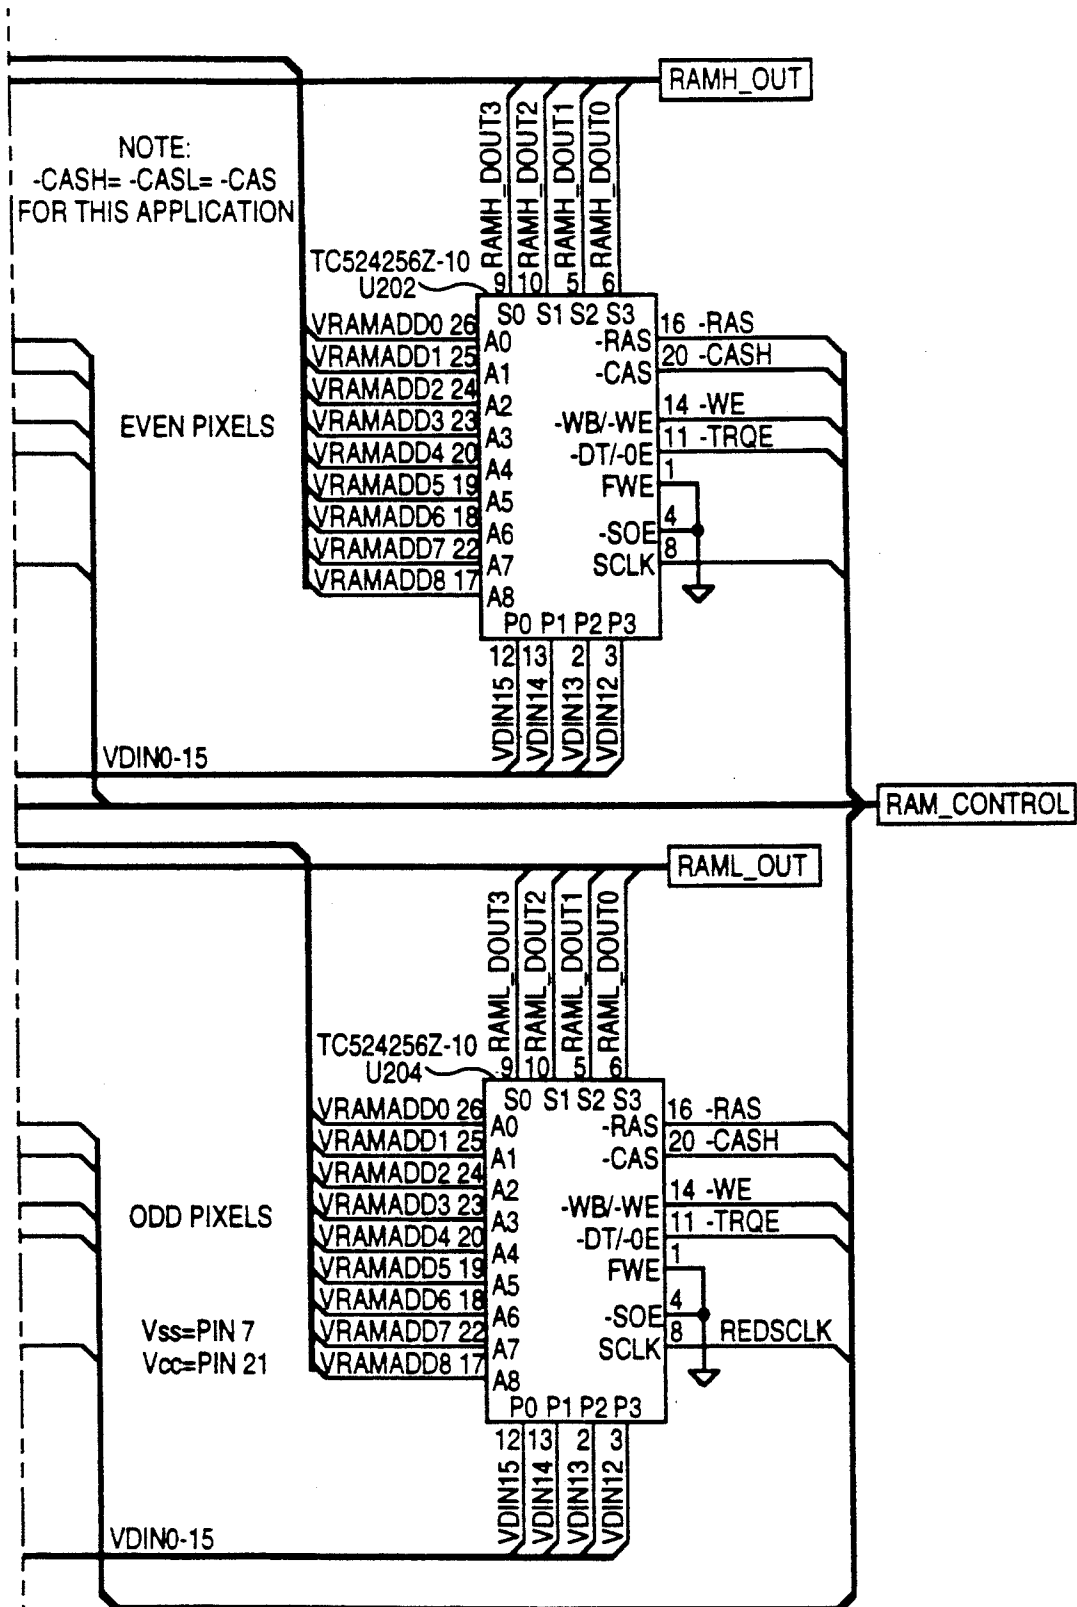 RAMH_OUT
NOTE:
-CASH= -CASL= -CAS
FOR THIS APPLICATION
RAMH_DOUT3
RAMH_DOUT2
RAMH_DOUT1
RAMH_DOUT0
TC524256Z-10
U202
9 10 5 6
S0 S1 S2 S3
VRAMADD0 26 A0
VRAMADD1 25 A1
VRAMADD2 24 A2
VRAMADD3 23 A3
VRAMADD4 20 A4
VRAMADD5 19 A5
VRAMADD6 18 A6
VRAMADD7 22 A7
VRAMADD8 17 A8
EVEN PIXELS
-RAS 16 -RAS
-CAS 20 -CASH
-WB/-WE 14 -WE
-DT/-0E 11 -TRQE
FWE 1
-SOE 4
SCLK 8
P0 P1 P2 P3
12 13 2 3
VDIN15
VDIN14
VDIN13
VDIN12
VDIN0-15
RAM_CONTROL
RAML_OUT
RAML_DOUT3
RAML_DOUT2
RAML_DOUT1
RAML_DOUT0
TC524256Z-10
U204
9 10 5 6
S0 S1 S2 S3
VRAMADD0 26 A0
VRAMADD1 25 A1
VRAMADD2 24 A2
VRAMADD3 23 A3
VRAMADD4 20 A4
VRAMADD5 19 A5
VRAMADD6 18 A6
VRAMADD7 22 A7
VRAMADD8 17 A8
ODD PIXELS
Vss=PIN 7
Vcc=PIN 21
-RAS 16 -RAS
-CAS 20 -CASH
-WB/-WE 14 -WE
-DT/-0E 11 -TRQE
FWE 1
-SOE 4
SCLK 8 REDSCLK
P0 P1 P2 P3
12 13 2 3
VDIN15
VDIN14
VDIN13
VDIN12
VDIN0-15